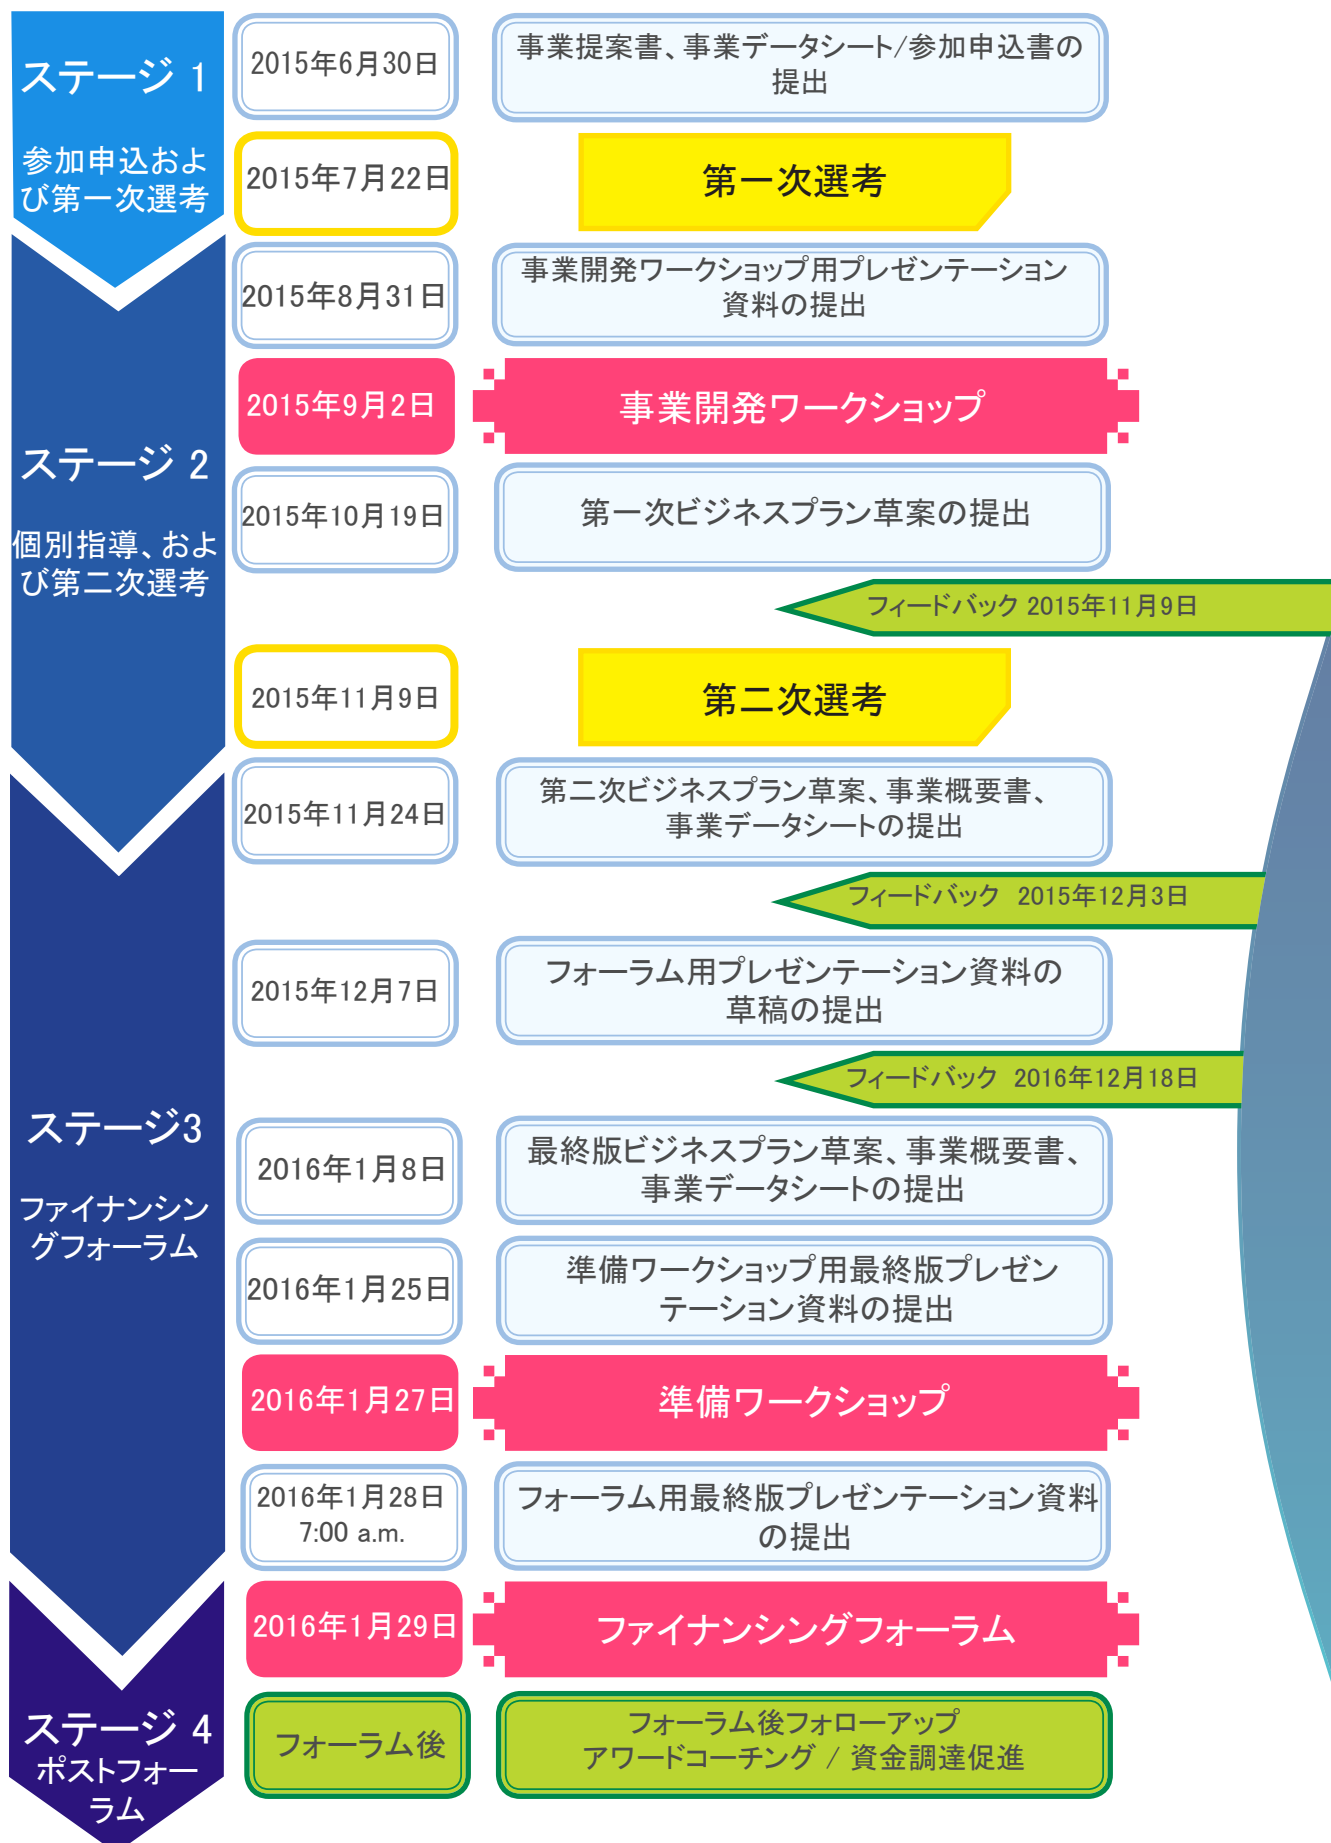 ステージ 1
参加申込およ
び第一次選考
2015年6月30日
事業提案書、事業データシート/参加申込書の
提出
2015年7月22日
第一次選考
ステージ 2
個別指導、およ
び第二次選考
2015年8月31日
事業開発ワークショップ用プレゼンテーション
資料の提出
2015年9月2日
事業開発ワークショップ
2015年10月19日
第一次ビジネスプラン草案の提出
フィードバック 2015年11月9日
2015年11月9日
第二次選考
ステージ3
ファイナンシン
グフォーラム
2015年11月24日
第二次ビジネスプラン草案、事業概要書、
事業データシートの提出
フィードバック 2015年12月3日
2015年12月7日
フォーラム用プレゼンテーション資料の
草稿の提出
フィードバック 2016年12月18日
2016年1月8日
最終版ビジネスプラン草案、事業概要書、
事業データシートの提出
2016年1月25日
準備ワークショップ用最終版プレゼン
テーション資料の提出
2016年1月27日
準備ワークショップ
2016年1月28日
7:00 a.m.
フォーラム用最終版プレゼンテーション資料
の提出
2016年1月29日
ファイナンシングフォーラム
ステージ 4
ポストフォー
ラム
フォーラム後
フォーラム後フォローアップ
アワードコーチング / 資金調達促進